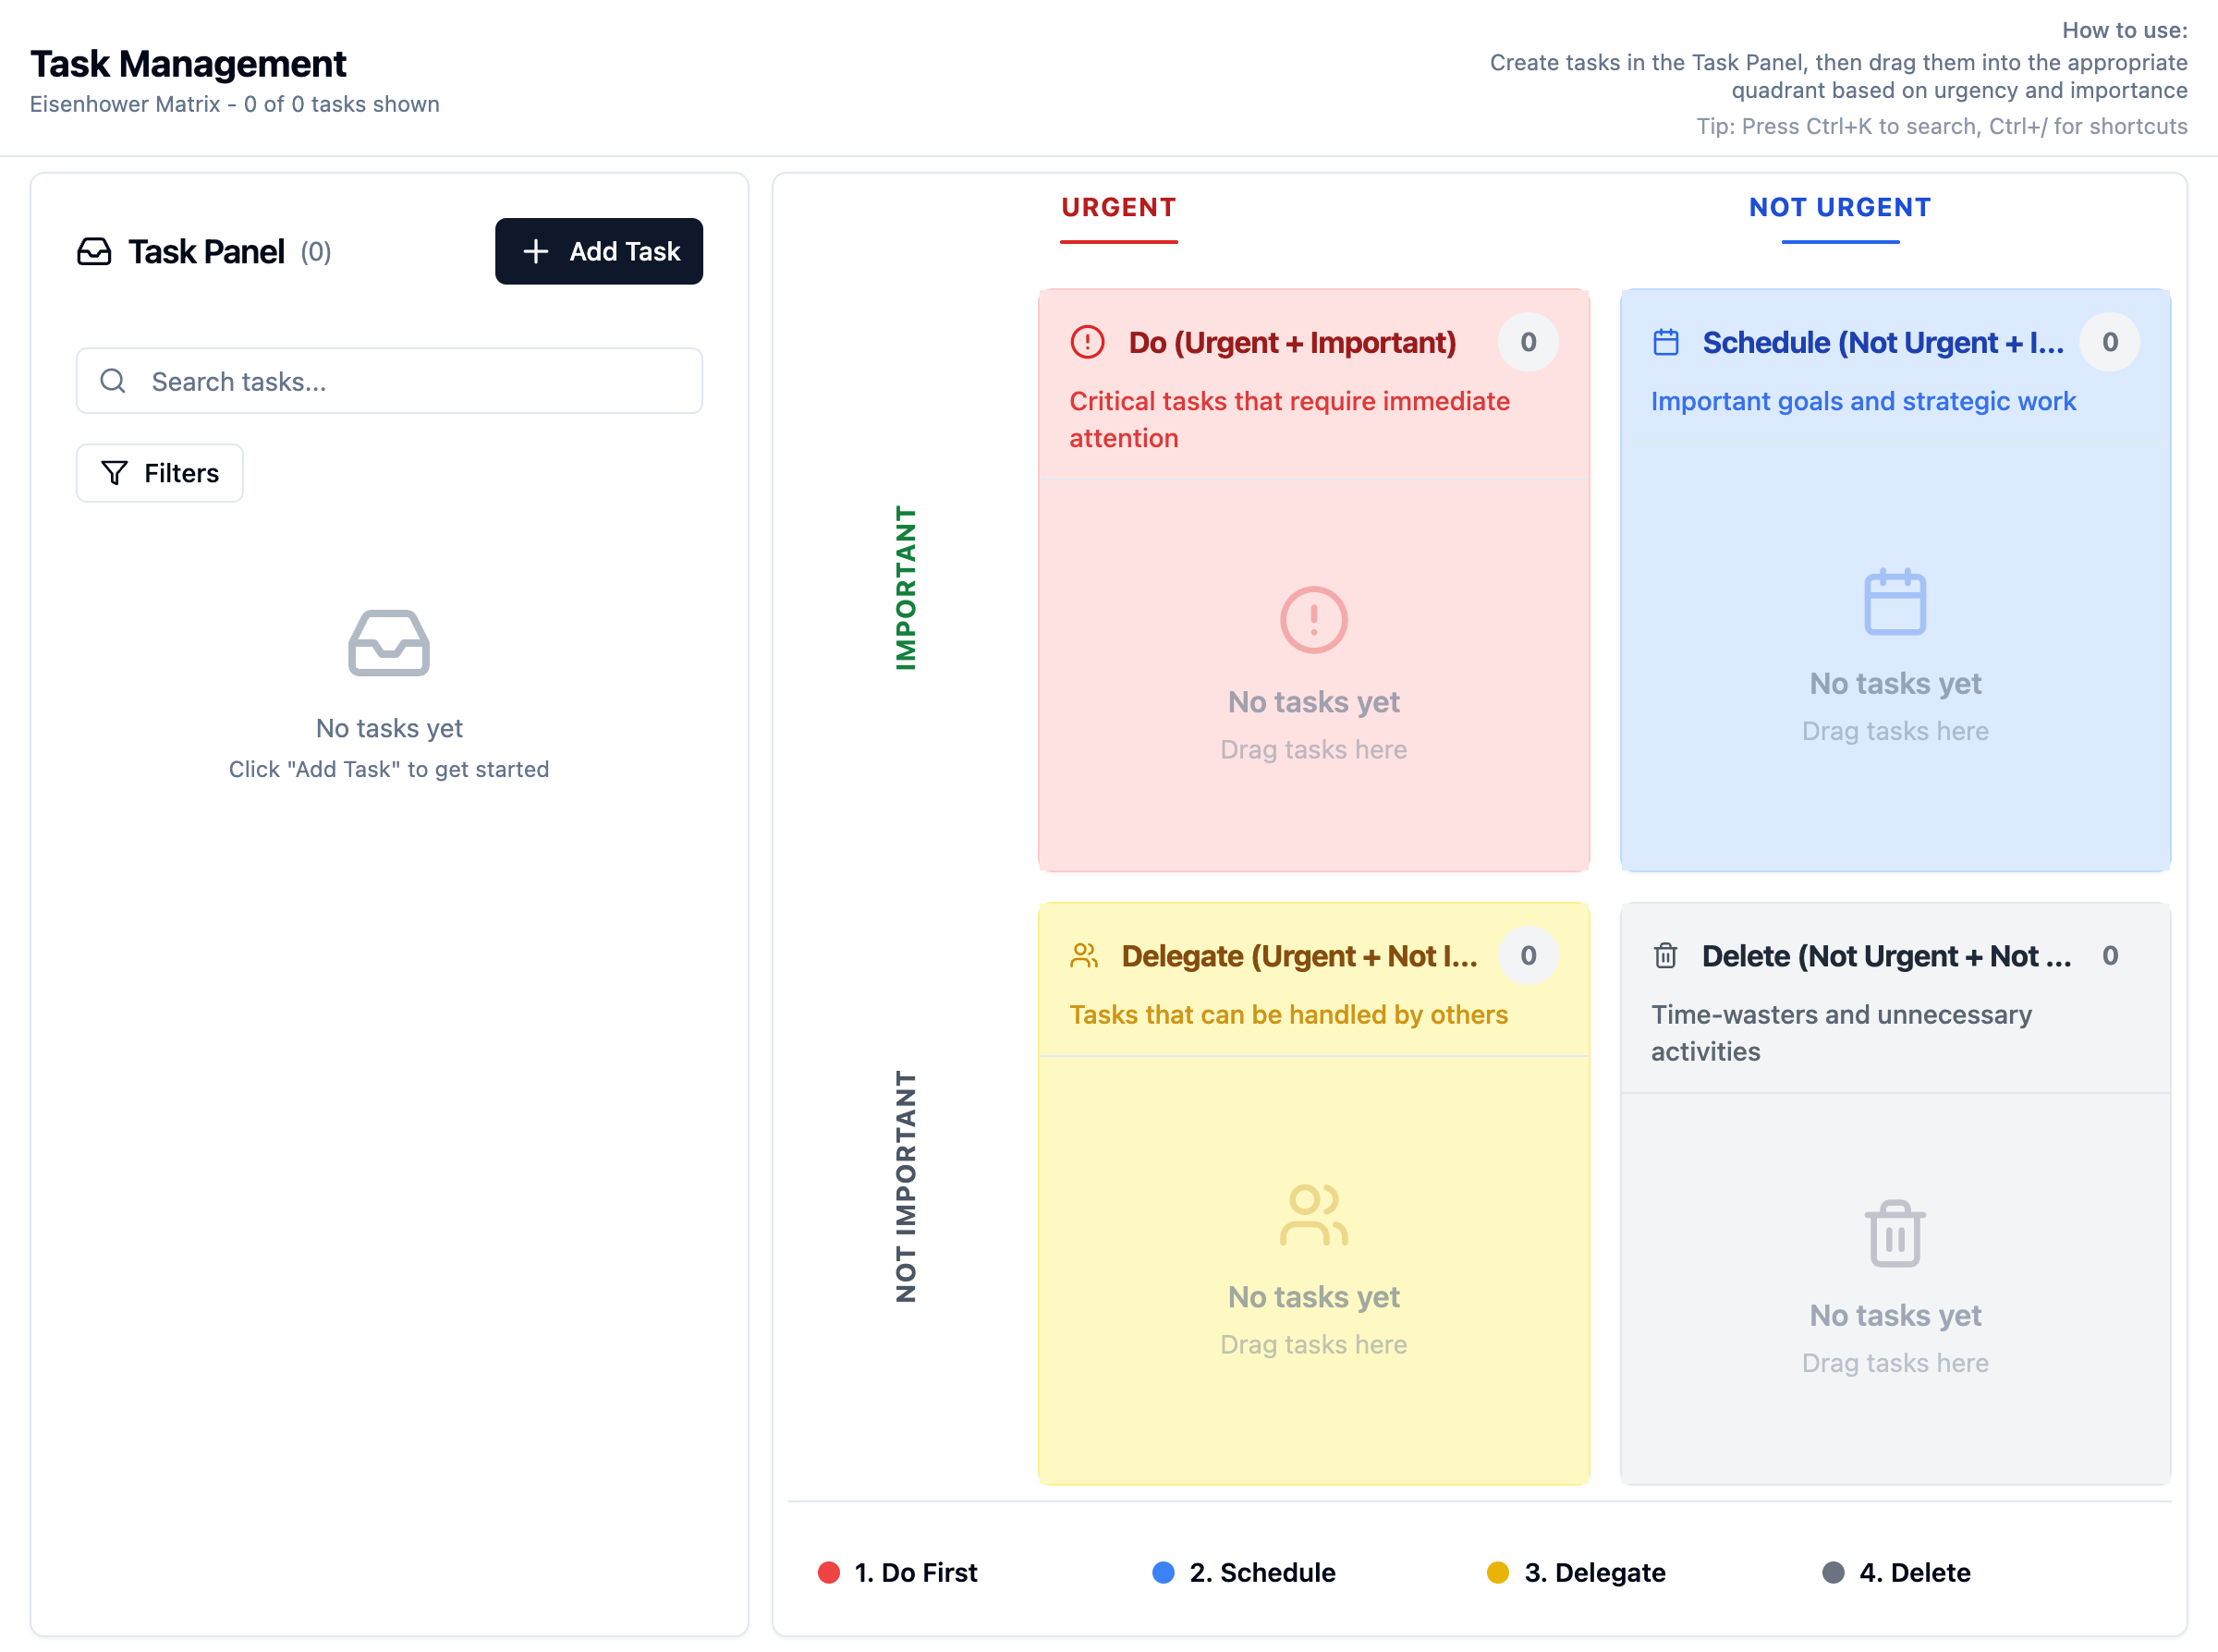 Task Management
Eisenhower Matrix - 0 of 0 tasks shown
How to use:
Create tasks in the Task Panel, then drag them into the appropriate
quadrant based on urgency and importance
Tip: Press Ctrl+K to search, Ctrl+/ for shortcuts
Task Panel (0)
Add Task
Search tasks...
Filters
No tasks yet
Click "Add Task" to get started
URGENT
NOT URGENT
IMPORTANT
Do (Urgent + Important) 0
Critical tasks that require immediate
attention
No tasks yet
Drag tasks here
Schedule (Not Urgent + I... 0
Important goals and strategic work
No tasks yet
Drag tasks here
NOT IMPORTANT
Delegate (Urgent + Not I... 0
Tasks that can be handled by others
No tasks yet
Drag tasks here
Delete (Not Urgent + Not ... 0
Time-wasters and unnecessary
activities
No tasks yet
Drag tasks here
1. Do First
2. Schedule
3. Delegate
4. Delete